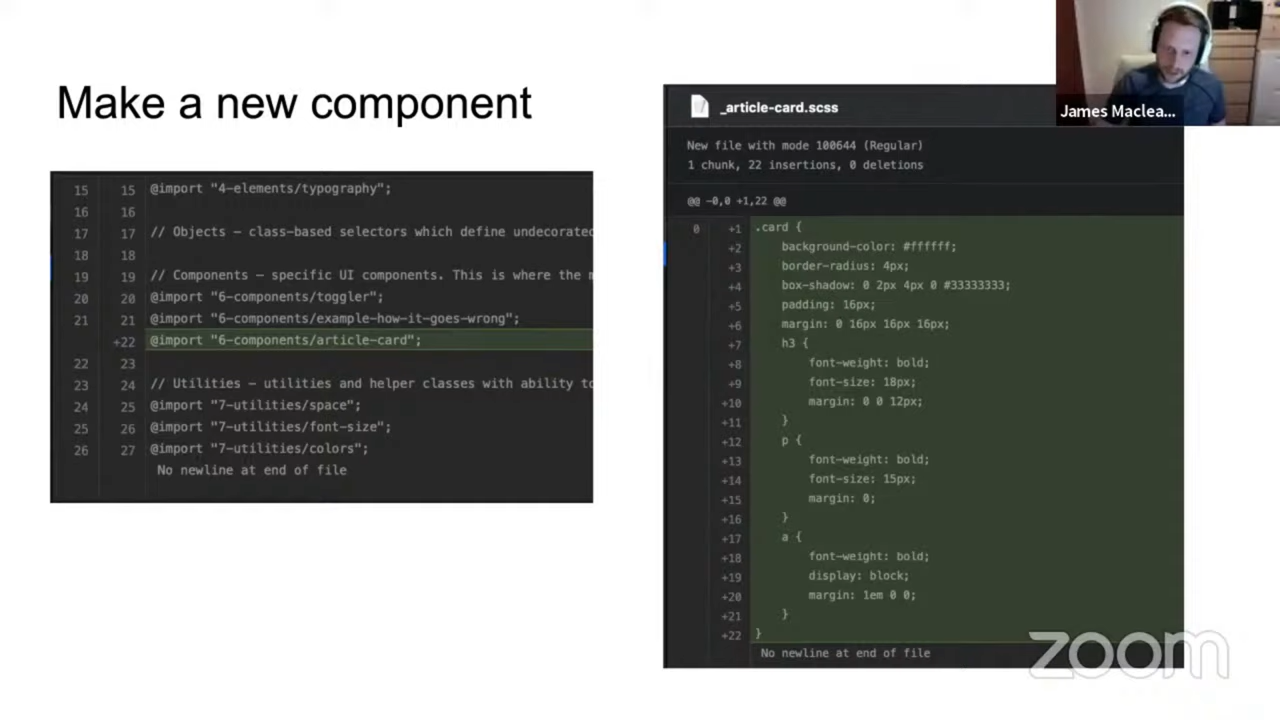 Make a new component
15 15 @import "4-elements/typography";
16 16
17 17 // Objects – class-based selectors which define undecorated
18 18
19 19 // Components – specific UI components. This is where the
20 20 @import "6-components/toggler";
21 21 @import "6-components/example-how-it-goes-wrong";
+22 @import "6-components/article-card";
22 23
23 24 // Utilities – utilities and helper classes with ability to
24 25 @import "7-utilities/space";
25 26 @import "7-utilities/font-size";
26 27 @import "7-utilities/colors";
No newline at end of file
_article-card.scss
New file with mode 100644 (Regular)
1 chunk, 22 insertions, 0 deletions
@@ -0,0 +1,22 @@
0 +1 .card {
+2 background-color: #ffffff;
+3 border-radius: 4px;
+4 box-shadow: 0 2px 4px 0 #33333333;
+5 padding: 16px;
+6 margin: 0 16px 16px 16px;
+7 h3 {
+8 font-weight: bold;
+9 font-size: 18px;
+10 margin: 0 0 12px;
+11 }
+12 p {
+13 font-weight: bold;
+14 font-size: 15px;
+15 margin: 0;
+16 }
+17 a {
+18 font-weight: bold;
+19 display: block;
+20 margin: 1em 0 0;
+21 }
+22 }
No newline at end of file
James Maclea...
zoom